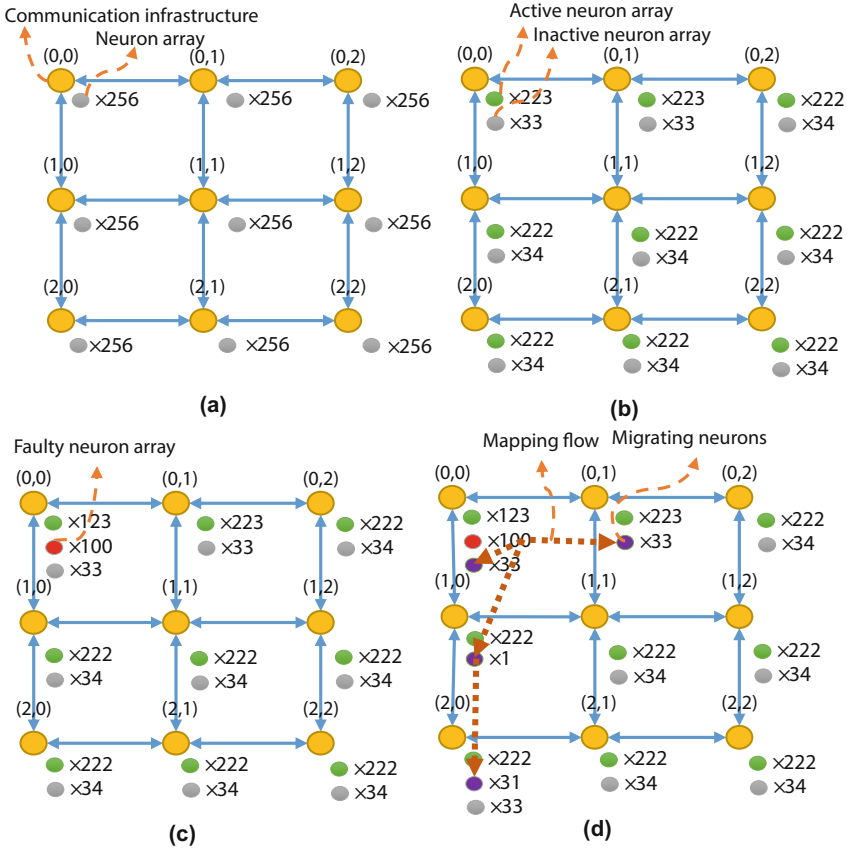 Communication infrastructure
Neuron array
(0,0) (0,1) (0,2)
×256 ×256 ×256
(1,0) (1,1) (1,2)
×256 ×256 ×256
(2,0) (2,1) (2,2)
×256 ×256 ×256
(a)
Active neuron array
Inactive neuron array
(0,0) (0,1) (0,2)
×223 ×223 ×222
×33 ×33 ×34
(1,0) (1,1) (1,2)
×222 ×222 ×222
×34 ×34 ×34
(2,0) (2,1) (2,2)
×222 ×222 ×222
×34 ×34 ×34
(b)
Faulty neuron array
(0,0) (0,1) (0,2)
×123 ×223 ×222
×100 ×33 ×34
×33
(1,0) (1,1) (1,2)
×222 ×222 ×222
×34 ×34 ×34
(2,0) (2,1) (2,2)
×222 ×222 ×222
×34 ×34 ×34
(c)
Mapping flow
Migrating neurons
(0,0) (0,1) (0,2)
×123 ×223 ×222
×100 ×33 ×34
×33
(1,0) (1,1) (1,2)
×222 ×222 ×222
×1 ×34 ×34
(2,0) (2,1) (2,2)
×222 ×222 ×222
×31 ×34 ×34
×33
(d)